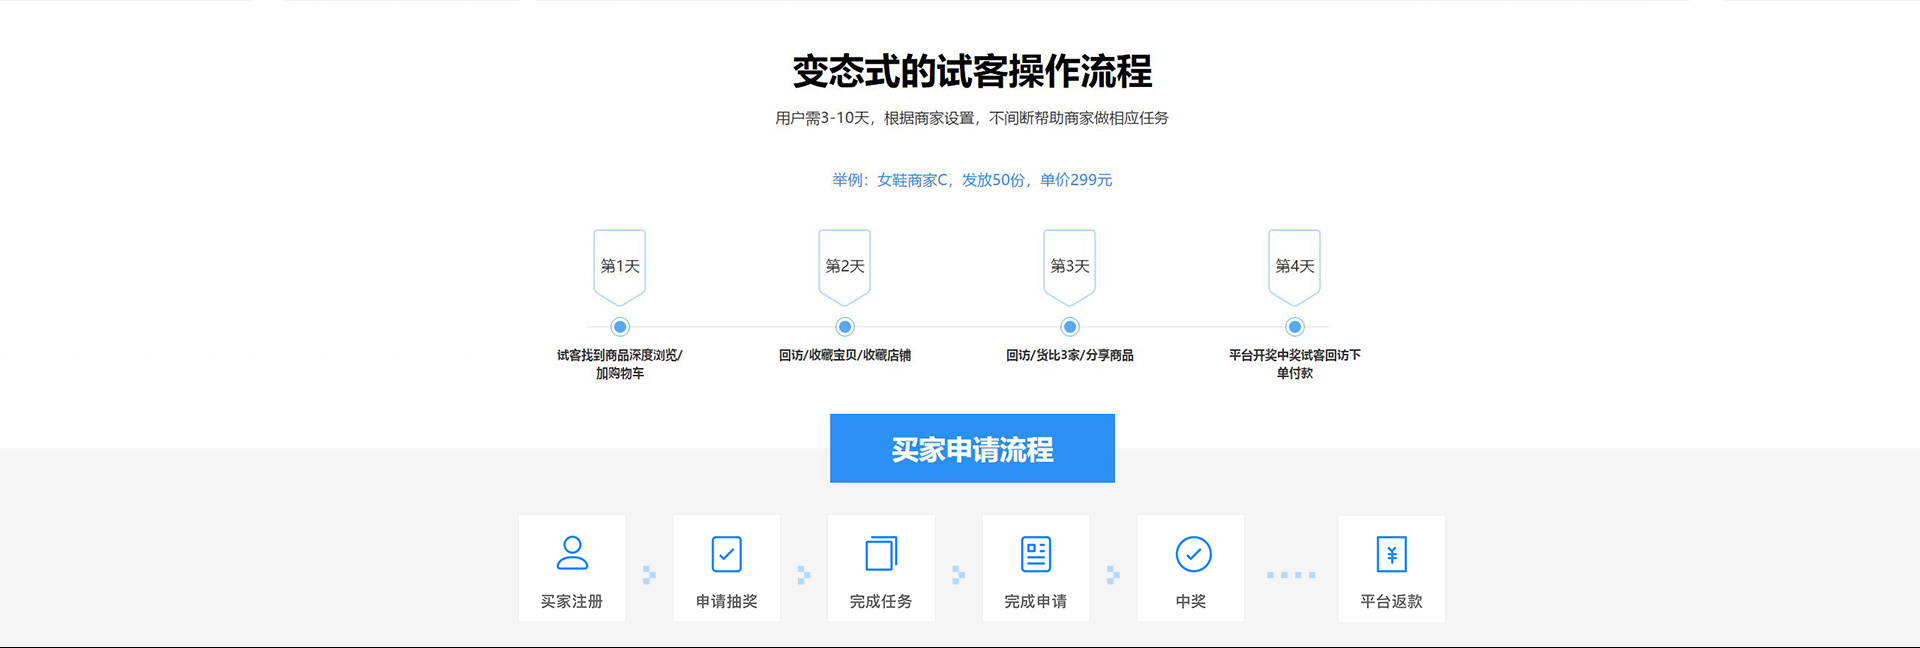 变态式的试客操作流程
用户需3-10天，根据商家设置，不间断帮助商家做相应任务
举例：女鞋商家C，发放50份，单价299元
第1天
第2天
第3天
第4天
试客找到商品深度浏览/
加购物车
回访/收藏宝贝/收藏店铺
回访/货比3家/分享商品
平台开奖中奖试客回访下
单付款
买家申请流程
买家注册
申请抽奖
完成任务
完成申请
中奖
平台返款